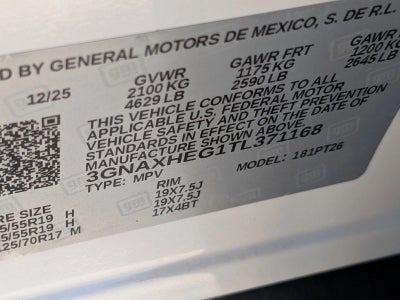 D BY GENERAL MOTORS DE MEXICO, S. DE R.L.
12/25
GVWR
2100 KG
4629 LB
GAWR FRT
1175 KG
2590 LB
GAWR
1200 KG
2645 LB
THIS VEHICLE CONFORMS TO ALL
APPLICABLE U.S. FEDERAL MOTOR
VEHICLE SAFETY AND THEFT PREVENTION
STANDARDS IN EFFECT ON THE DATE OF
MANUFACTURE SHOWN ABOVE.
3GNAXHEG1TL371168
TYPE: MPV
MODEL: 181PT26
RE SIZE
RIM
5/55R19 H
19X7.5J
5/55R19 H
19X7.5J
25/70R17 M
17X4BT